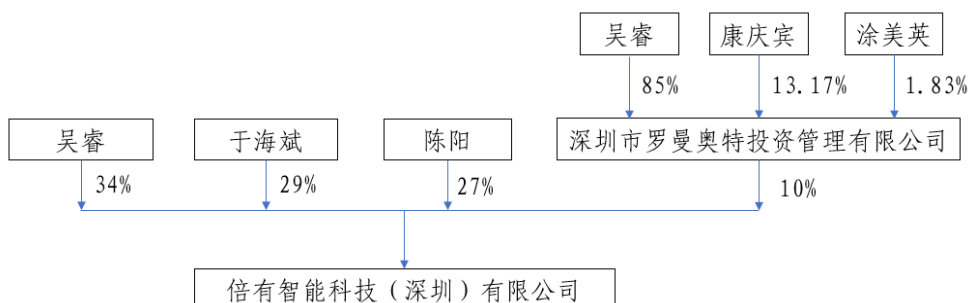 吴睿
康庆宾
涂美英
85%
13.17%
1.83%
吴睿
于海斌
陈阳
深圳市罗曼奥特投资管理有限公司
34%
29%
27%
10%
倍有智能科技（深圳）有限公司